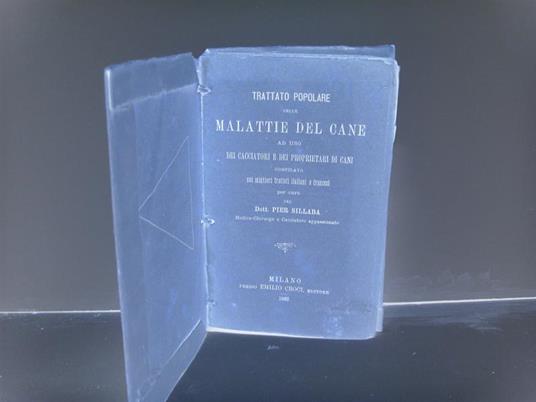 TRATTATO POPOLARE
DELLE
MALATTIE DEL CANE
AD USO
DEI CACCIATORI E DEI PROPRIETARI DI CANI
COMPILATO
sui migliori trattati italiani e francesi
per cura
DEL
Dott. PIER SILLABA
Medico-Chirurgo e Cacciatore appassionato
MILANO
PRESSO EMILIO CROCI, EDITORE